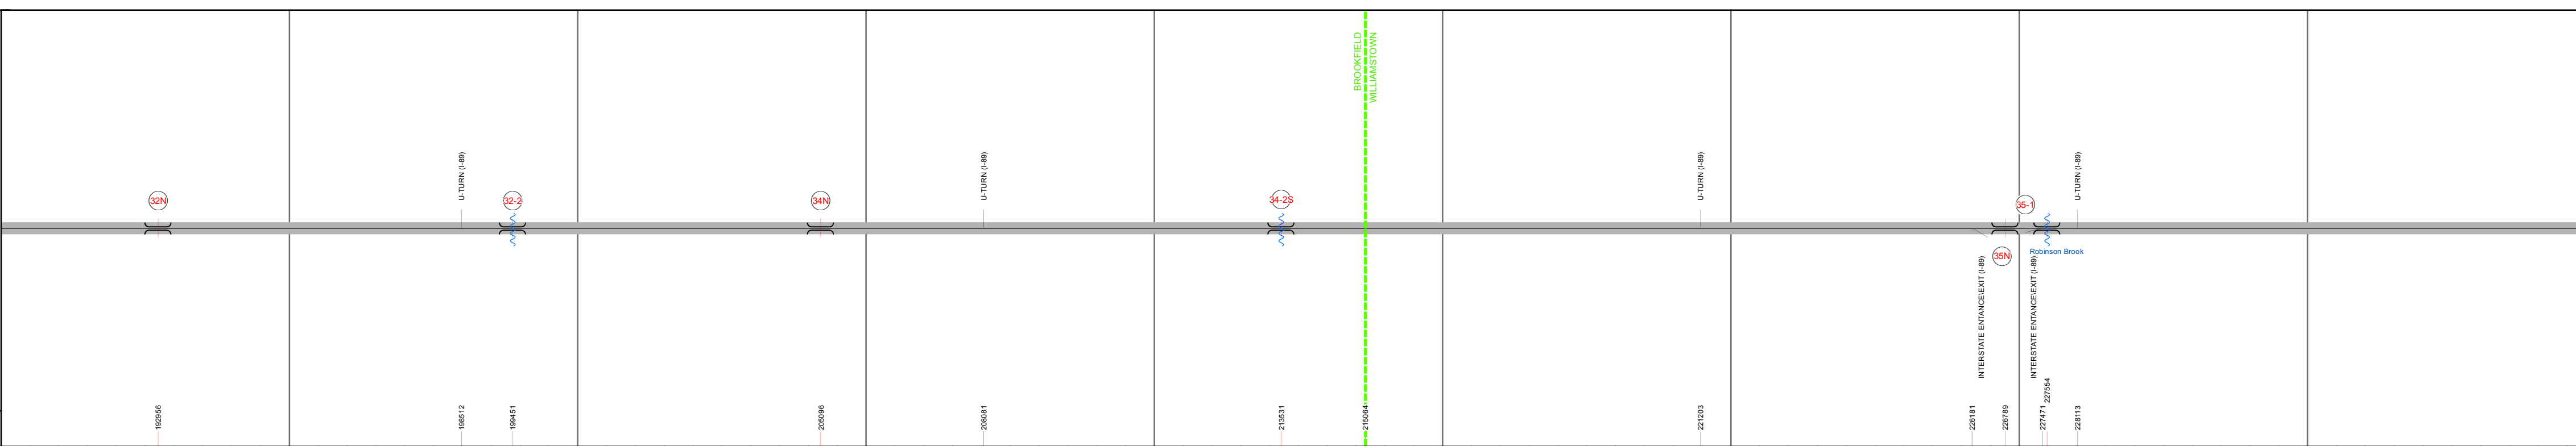 BROOKFIELD
WILLIAMSTOWN
U-TURN (I-89)
U-TURN (I-89)
U-TURN (I-89)
U-TURN (I-89)
32N
32-2
34N
34-2S
35-1
35N
Robinson Brook
INTERSTATE ENTANCE\EXIT (I-89)
INTERSTATE ENTANCE\EXIT (I-89)
192956
198512
199451
205096
208081
213531
215064
221203
226181
226789
227471
227554
228113